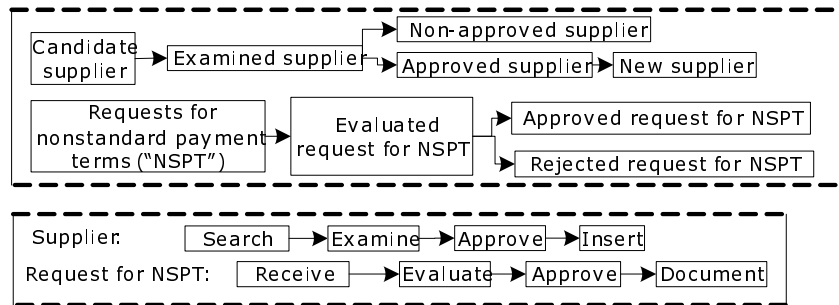 Non-approved supplier
Candidate
supplier
Examined supplier
Approved supplier
New supplier
Requests for
nonstandard payment
terms (“NSPT”)
Evaluated
request for NSPT
Approved request for NSPT
Rejected request for NSPT
Supplier:
Search
Examine
Approve
Insert
Request for NSPT:
Receive
Evaluate
Approve
Document